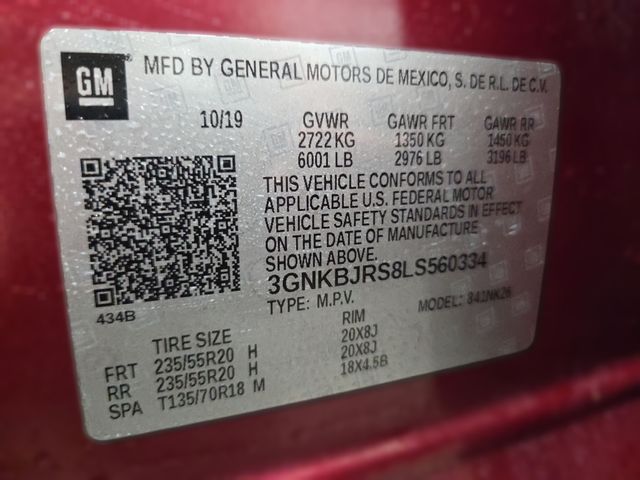 GM MFD BY GENERAL MOTORS DE MEXICO, S. DE R.L. DE C.V.
10/19 GVWR GAWR FRT GAWR RR
2722 KG 1350 KG 1450 KG
6001 LB 2976 LB 3196 LB
THIS VEHICLE CONFORMS TO ALL
APPLICABLE U.S. FEDERAL MOTOR
VEHICLE SAFETY STANDARDS IN EFFECT
ON THE DATE OF MANUFACTURE
SHOWN ABOVE.
3GNKBJRS8LS560334
434B TYPE: M.P.V. MODEL: 841NK26
TIRE SIZE RIM
FRT 235/55R20 H 20X8J
RR 235/55R20 H 20X8J
SPA T135/70R18 M 18X4.5B